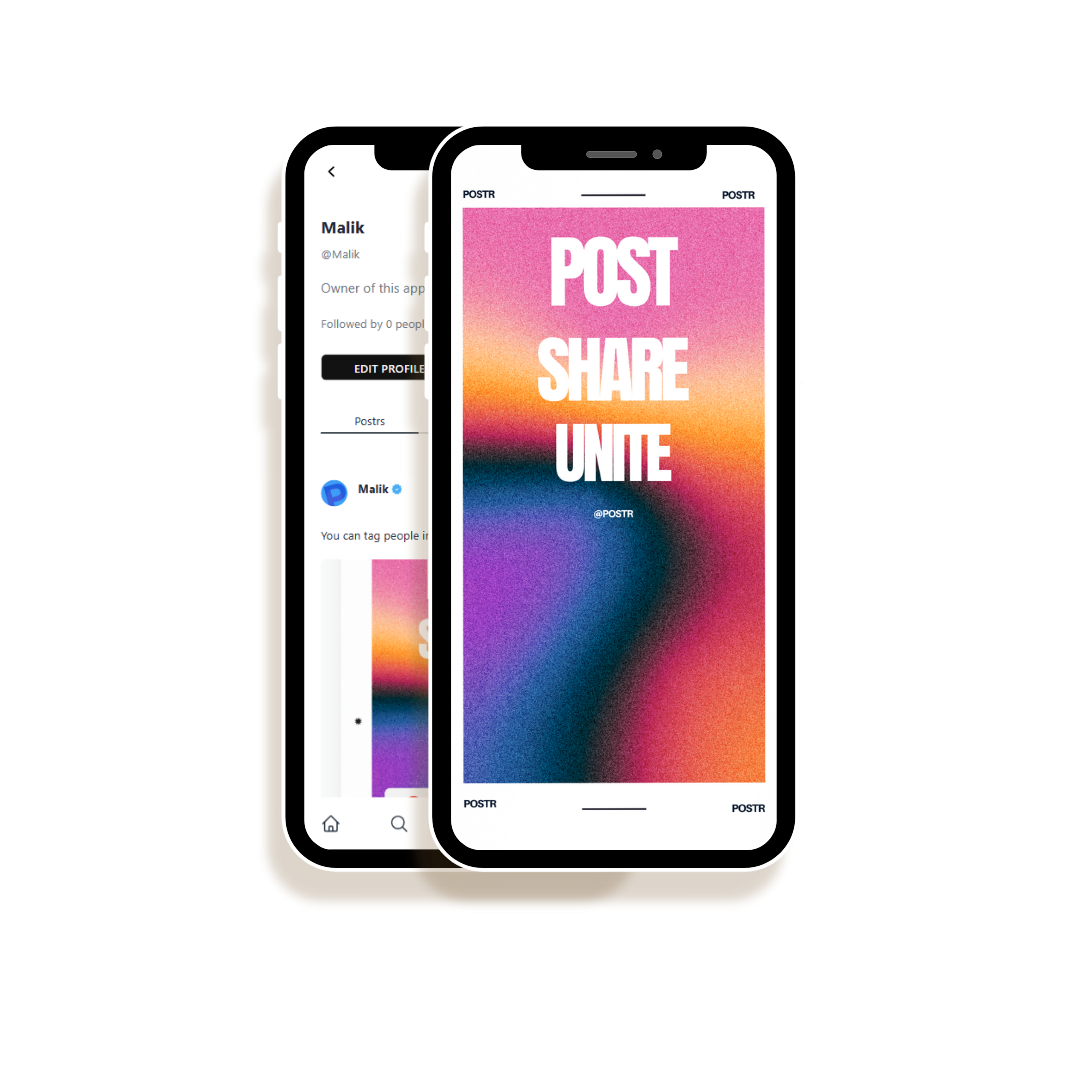 Malik
@Malik
Owner of this app
Followed by 0 peopl
EDIT PROFILE
Postrs
Malik
You can tag people in
POSTR
POSTR
POST
SHARE
UNITE
@POSTR
POSTR
POSTR